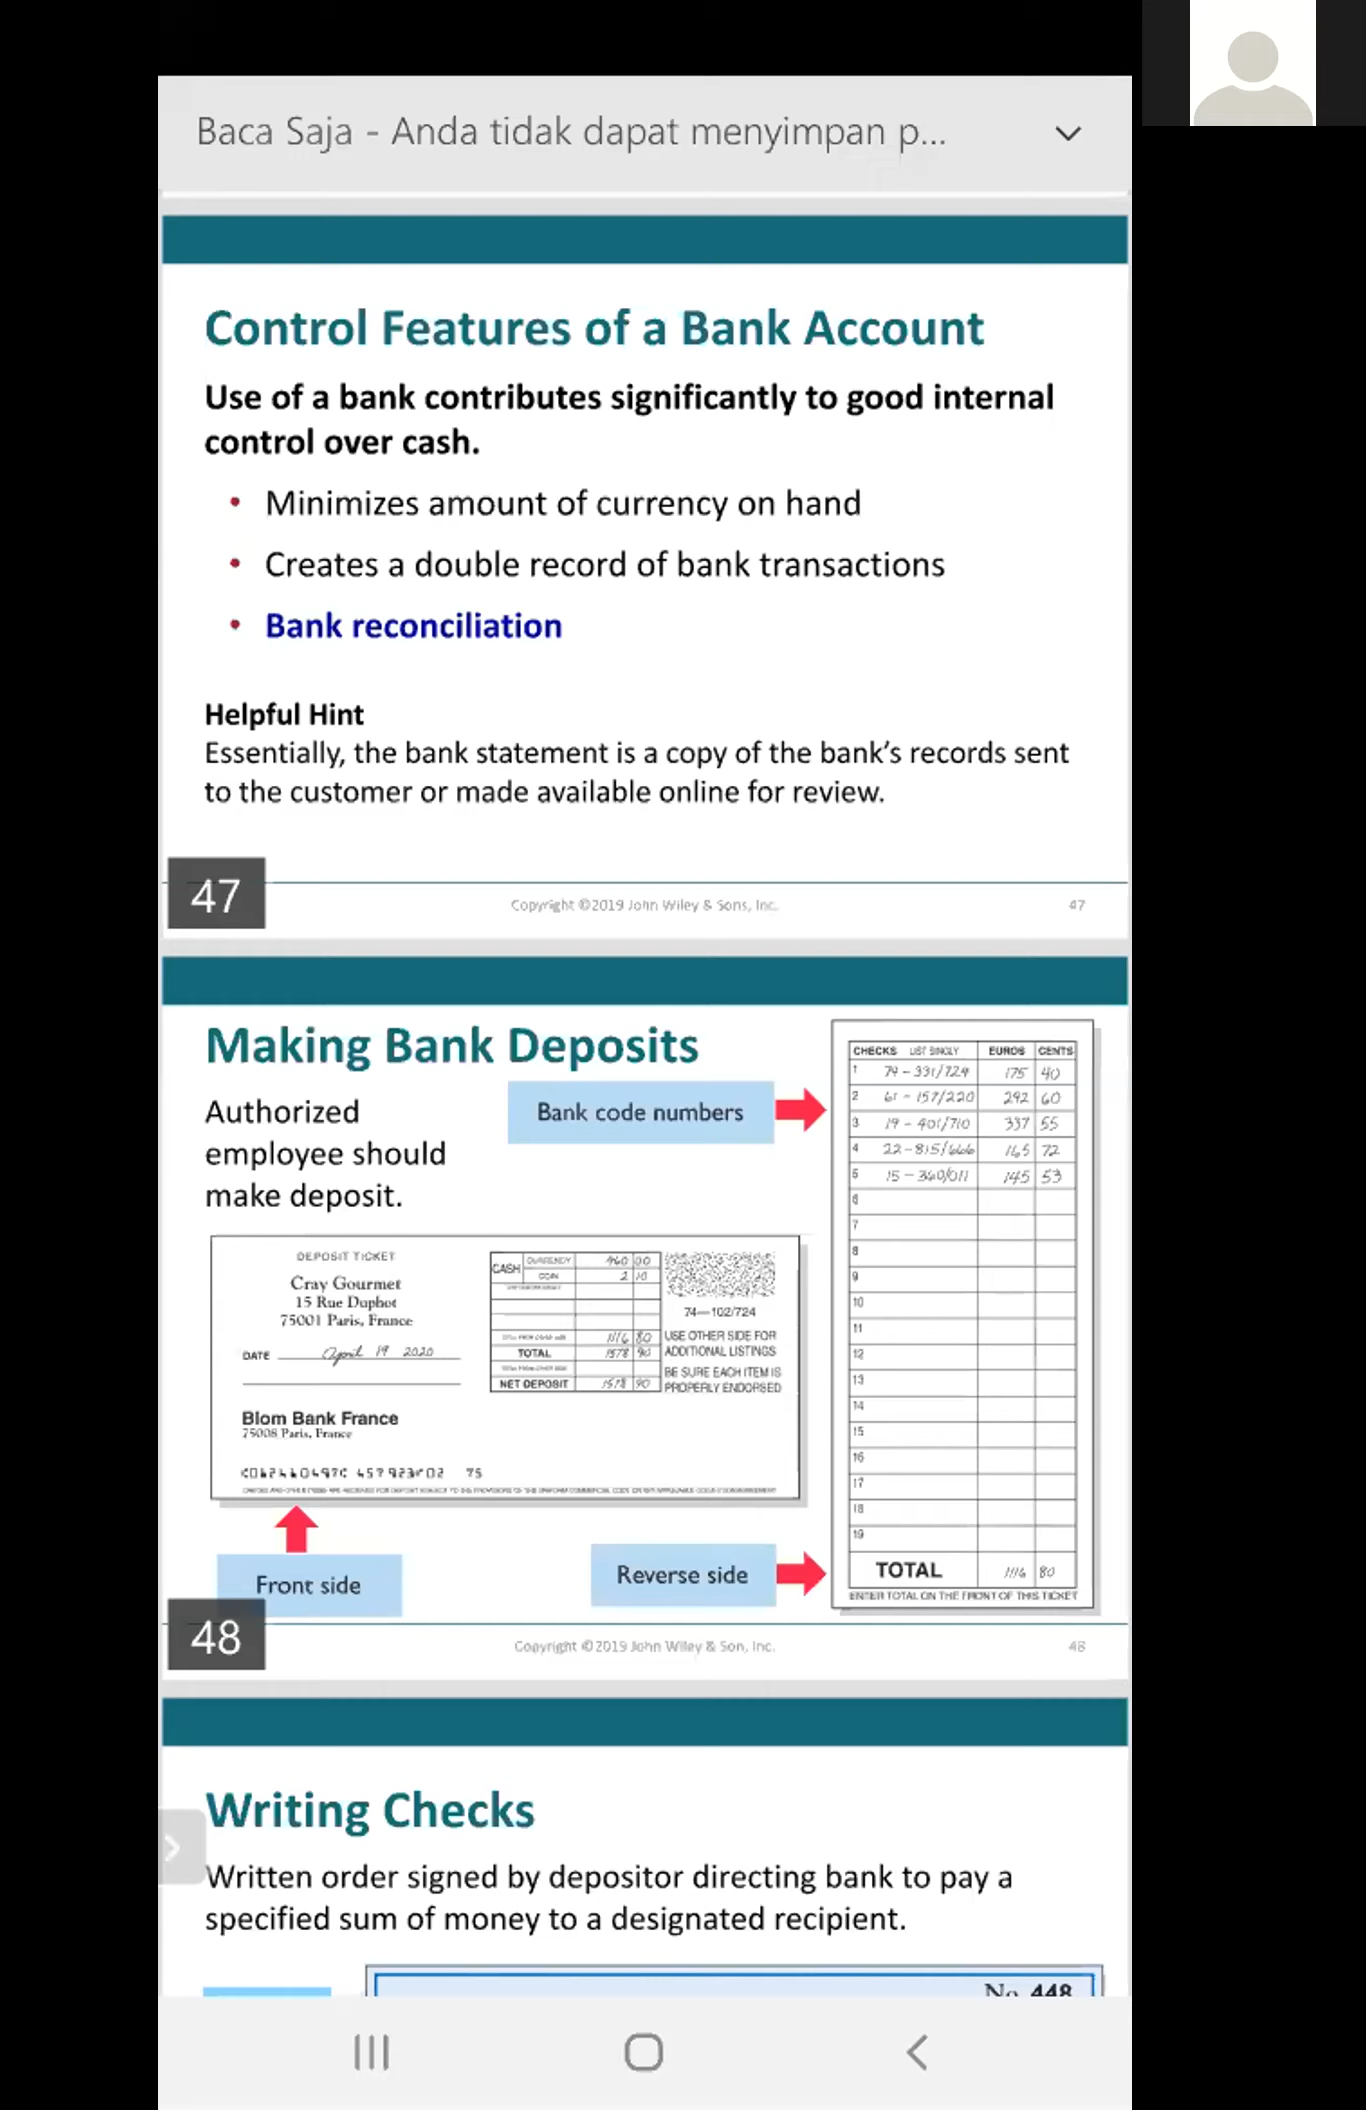 Baca Saja - Anda tidak dapat menyimpan p...
Control Features of a Bank Account
Use of a bank contributes significantly to good internal
control over cash.
• Minimizes amount of currency on hand
• Creates a double record of bank transactions
• Bank reconciliation
Helpful Hint
Essentially, the bank statement is a copy of the bank's records sent
to the customer or made available online for review.
47
Copyright ©2019 John Wiley & Sons, Inc.
47
Making Bank Deposits
Authorized
employee should
make deposit.
Bank code numbers
CHECKS LIST SINGLY EUROS CENTS
1 74-331/724 175 40
2 61-157/220 292 60
3 19-401/710 337 55
4 22-815/666 165 72
5 15-360/011 145 53
6
7
8
9
10
11
12
13
14
15
16
17
18
19
TOTAL 1116 80
ENTER TOTAL ON THE FRONT OF THIS TICKET
DEPOSIT TICKET
Cray Gourmet
15 Rue Duphot
75001 Paris, France
DATE April 19 2020
Blom Bank France
75008 Paris, France
75
CASH CURRENCY 460 00
COIN 2 10
1116 80
TOTAL 1578 90
NET DEPOSIT 1578 90
74—102/724
USE OTHER SIDE FOR
ADDITIONAL LISTINGS
BE SURE EACH ITEM IS
PROPERLY ENDORSED
Front side
Reverse side
48
Copyright ©2019 John Wiley & Son, Inc.
48
Writing Checks
Written order signed by depositor directing bank to pay a
specified sum of money to a designated recipient.
No. 448